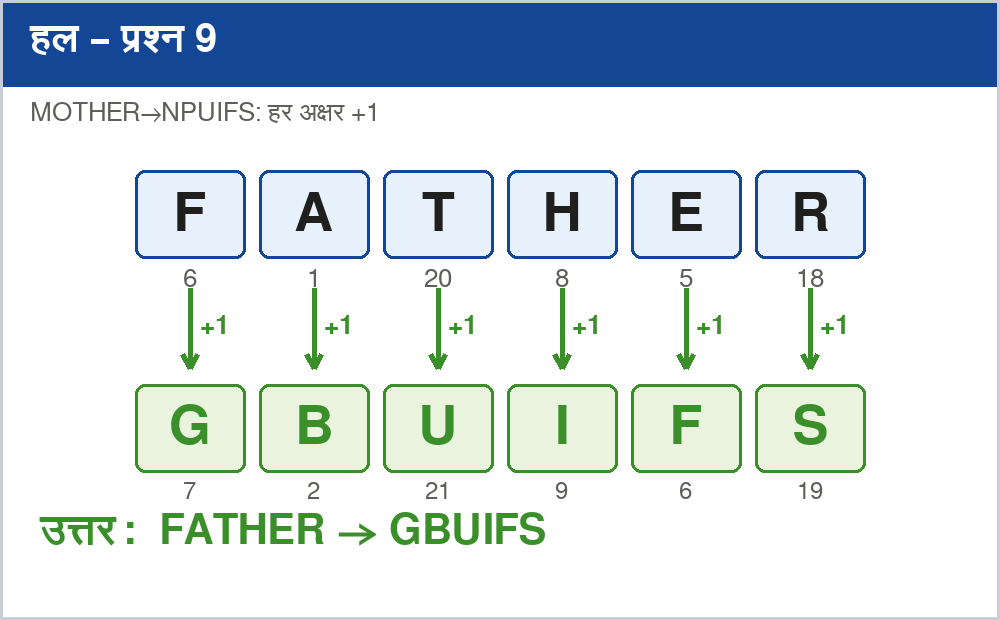 हल – प्रश्न 9
MOTHER→NPUIFS: हर अक्षर +1
F A T H E R
6 1 20 8 5 18
+1 +1 +1 +1 +1 +1
G B U I F S
7 2 21 9 6 19
उत्तर : FATHER → GBUIFS